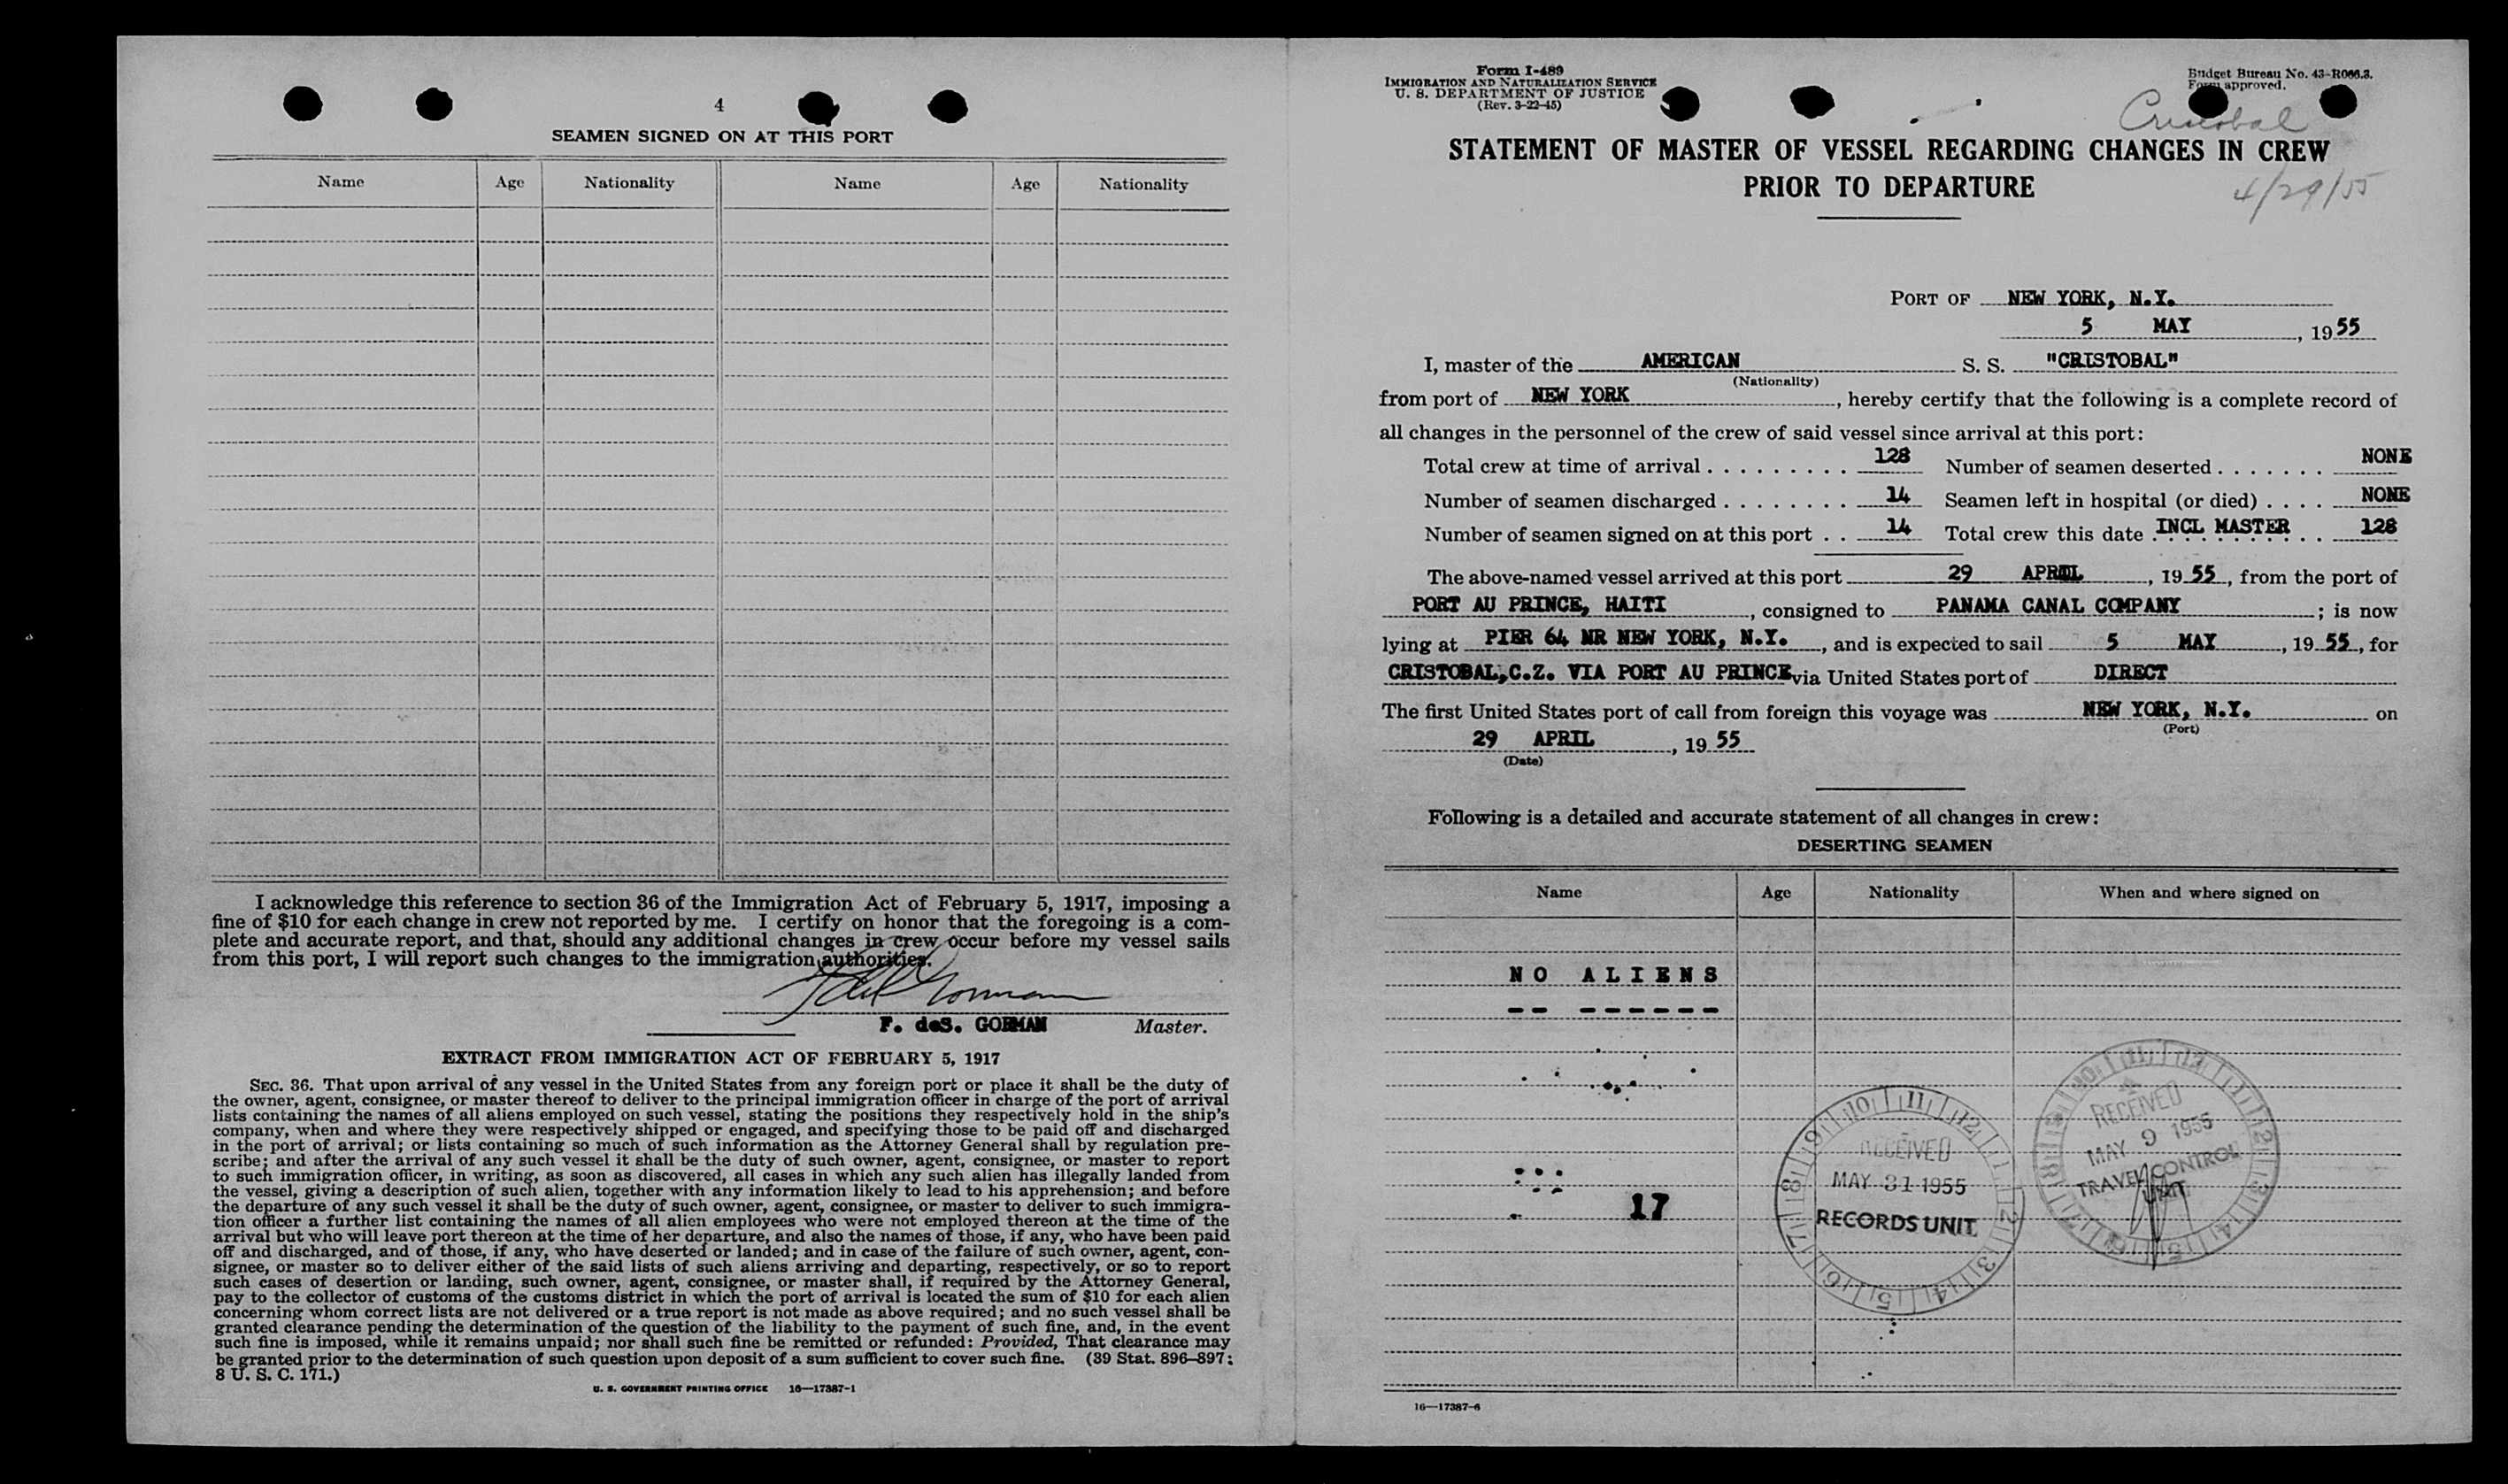 4
SEAMEN SIGNED ON AT THIS PORT
Name Age Nationality Name Age Nationality
I acknowledge this reference to section 36 of the Immigration Act of February 5, 1917, imposing a
fine of $10 for each change in crew not reported by me. I certify on honor that the foregoing is a com-
plete and accurate report, and that, should any additional changes in crew occur before my vessel sails
from this port, I will report such changes to the immigration authorities.
F. deS. GORMAN Master.
EXTRACT FROM IMMIGRATION ACT OF FEBRUARY 5, 1917
SEC. 36. That upon arrival of any vessel in the United States from any foreign port or place it shall be the duty of
the owner, agent, consignee, or master thereof to deliver to the principal immigration officer in charge of the port of arrival
lists containing the names of all aliens employed on such vessel, stating the positions they respectively hold in the ship's
company, when and where they were respectively shipped or engaged, and specifying those to be paid off and discharged
in the port of arrival; or lists containing so much of such information as the Attorney General shall by regulation pre-
scribe; and after the arrival of any such vessel it shall be the duty of such owner, agent, consignee, or master to report
to such immigration officer, in writing, as soon as discovered, all cases in which any such alien has illegally landed from
the vessel, giving a description of such alien, together with any information likely to lead to his apprehension; and before
the departure of any such vessel it shall be the duty of such owner, agent, consignee, or master to deliver to such immigra-
tion officer a further list containing the names of all alien employees who were not employed thereon at the time of the
arrival but who will leave port thereon at the time of her departure, and also the names of those, if any, who have been paid
off and discharged, and of those, if any, who have deserted or landed; and in case of the failure of such owner, agent, con-
signee, or master so to deliver either of the said lists of such aliens arriving and departing, respectively, or so to report
such cases of desertion or landing, such owner, agent, consignee, or master shall, if required by the Attorney General,
pay to the collector of customs of the customs district in which the port of arrival is located the sum of $10 for each alien
concerning whom correct lists are not delivered or a true report is not made as above required; and no such vessel shall be
granted clearance pending the determination of the question of the liability to the payment of such fine, and, in the event
such fine is imposed, while it remains unpaid; nor shall such fine be remitted or refunded: Provided, That clearance may
be granted prior to the determination of such question upon deposit of a sum sufficient to cover such fine. (39 Stat. 896–897;
8 U. S. C. 171.)
U. S. GOVERNMENT PRINTING OFFICE 16—17387-1
Form I-489
IMMIGRATION AND NATURALIZATION SERVICE
U. S. DEPARTMENT OF JUSTICE
(Rev. 3-22-45)
Budget Bureau No. 43-R066.3.
Form approved.
Cristobal
STATEMENT OF MASTER OF VESSEL REGARDING CHANGES IN CREW
PRIOR TO DEPARTURE
4/29/55
PORT OF NEW YORK, N.Y.
5 MAY, 1955
I, master of the AMERICAN S. S. "CRISTOBAL"
(Nationality)
from port of NEW YORK, hereby certify that the following is a complete record of
all changes in the personnel of the crew of said vessel since arrival at this port:
Total crew at time of arrival . . . . . . . . . 128 Number of seamen deserted . . . . . . . NONE
Number of seamen discharged . . . . . . . . 14 Seamen left in hospital (or died) . . . . NONE
Number of seamen signed on at this port . . 14 Total crew this date INCL MASTER 128
The above-named vessel arrived at this port 29 APRIL, 1955, from the port of
PORT AU PRINCE, HAITI, consigned to PANAMA CANAL COMPANY; is now
lying at PIER 64 NR NEW YORK, N.Y., and is expected to sail 5 MAY, 1955, for
CRISTOBAL,C.Z. VIA PORT AU PRINCE via United States port of DIRECT
The first United States port of call from foreign this voyage was NEW YORK, N.Y. on
(Port)
29 APRIL, 1955
(Date)
Following is a detailed and accurate statement of all changes in crew:
DESERTING SEAMEN
Name Age Nationality When and where signed on
NO ALIENS
-- ------
17
10 11 12 1 2 3 4 5 6 7 8 9
RECEIVED
MAY 31 1955
RECORDS UNIT
10 11 12 1 2 3 4 5 6 7 8 9
RECEIVED
MAY 9 1955
TRAVEL CONTROL
UNIT
16—17387-6